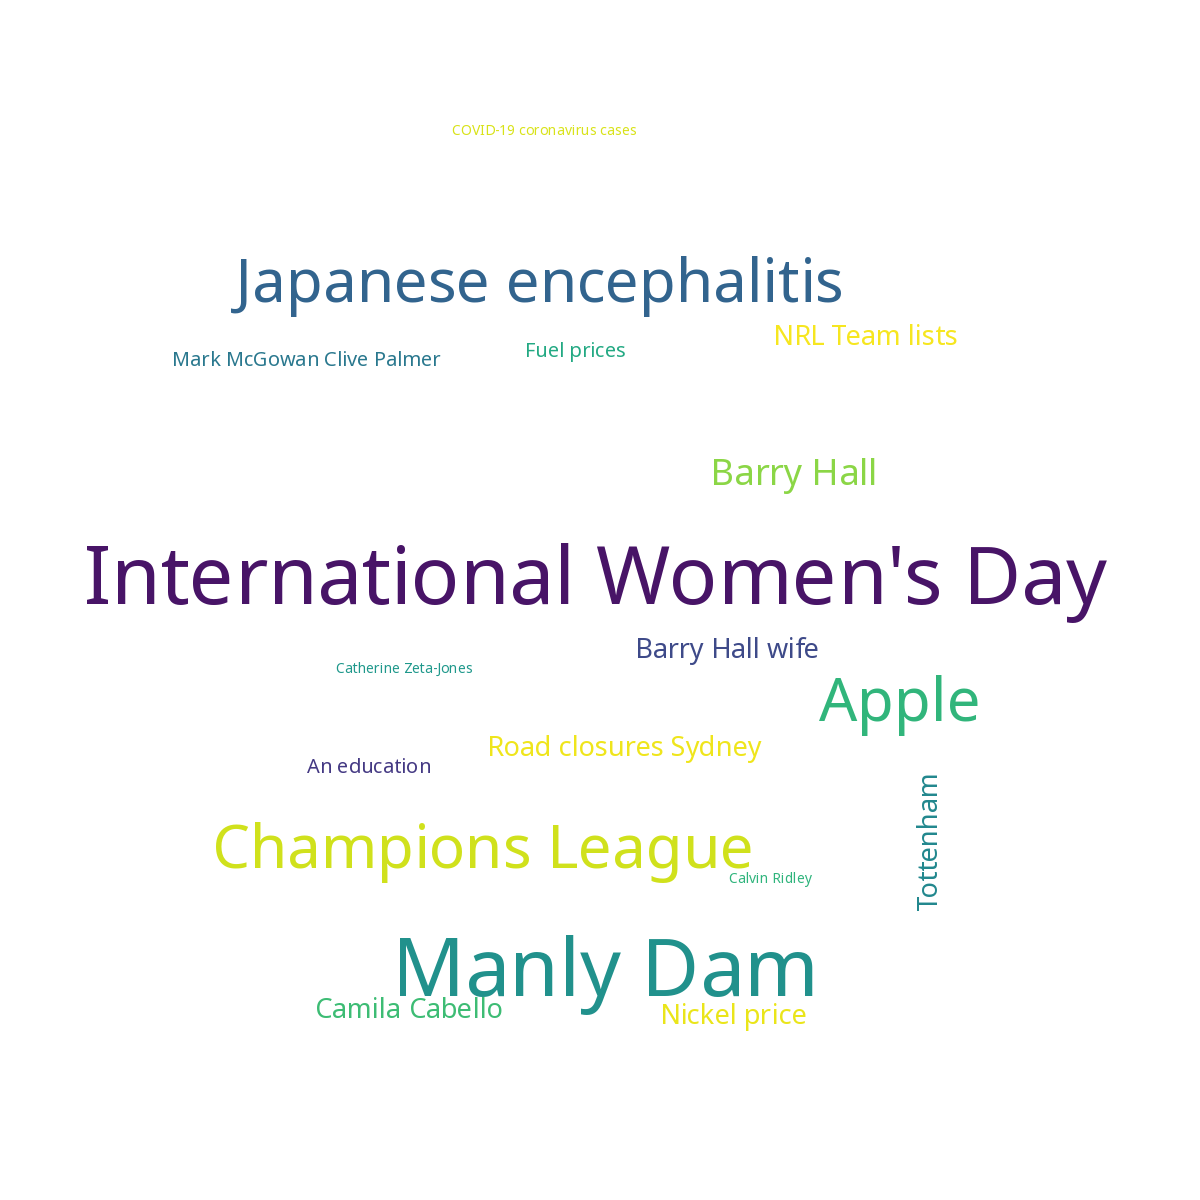 COVID-19 coronavirus cases
Japanese encephalitis
NRL Team lists
Mark McGowan Clive Palmer
Fuel prices
Barry Hall
International Women's Day
Barry Hall wife
Catherine Zeta-Jones
Apple
Road closures Sydney
An education
Tottenham
Champions League
Calvin Ridley
Manly Dam
Camila Cabello
Nickel price